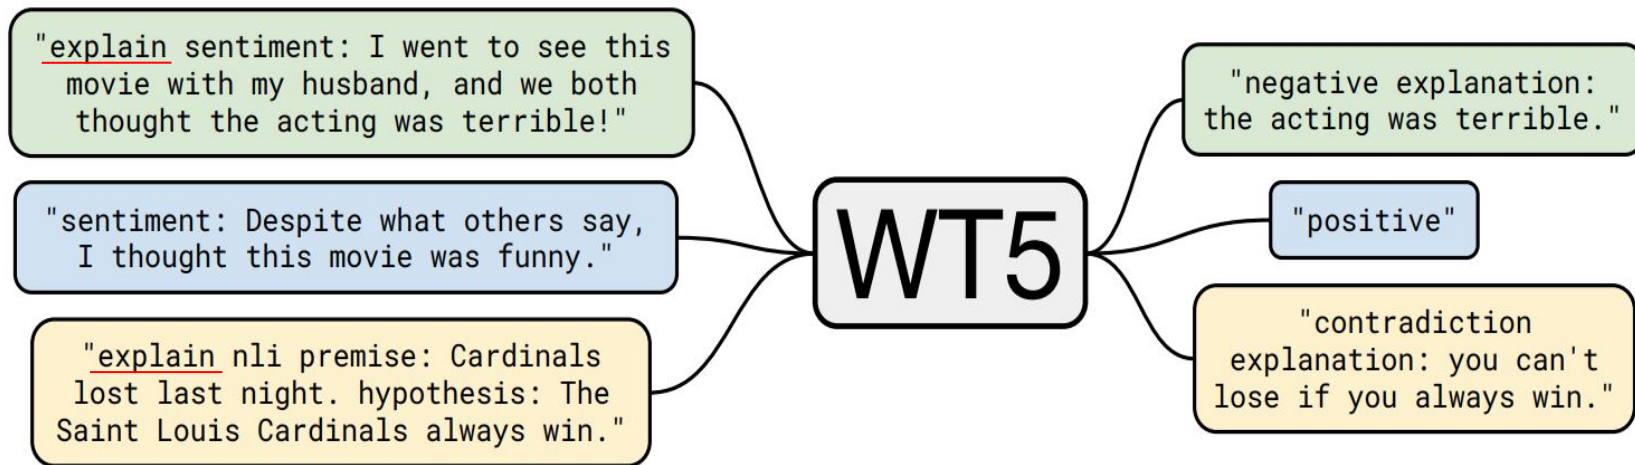 "explain sentiment: I went to see this
movie with my husband, and we both
thought the acting was terrible!"
"sentiment: Despite what others say,
I thought this movie was funny."
"explain nli premise: Cardinals
lost last night. hypothesis: The
Saint Louis Cardinals always win."
WT5
"negative explanation:
the acting was terrible."
"positive"
"contradiction
explanation: you can't
lose if you always win."